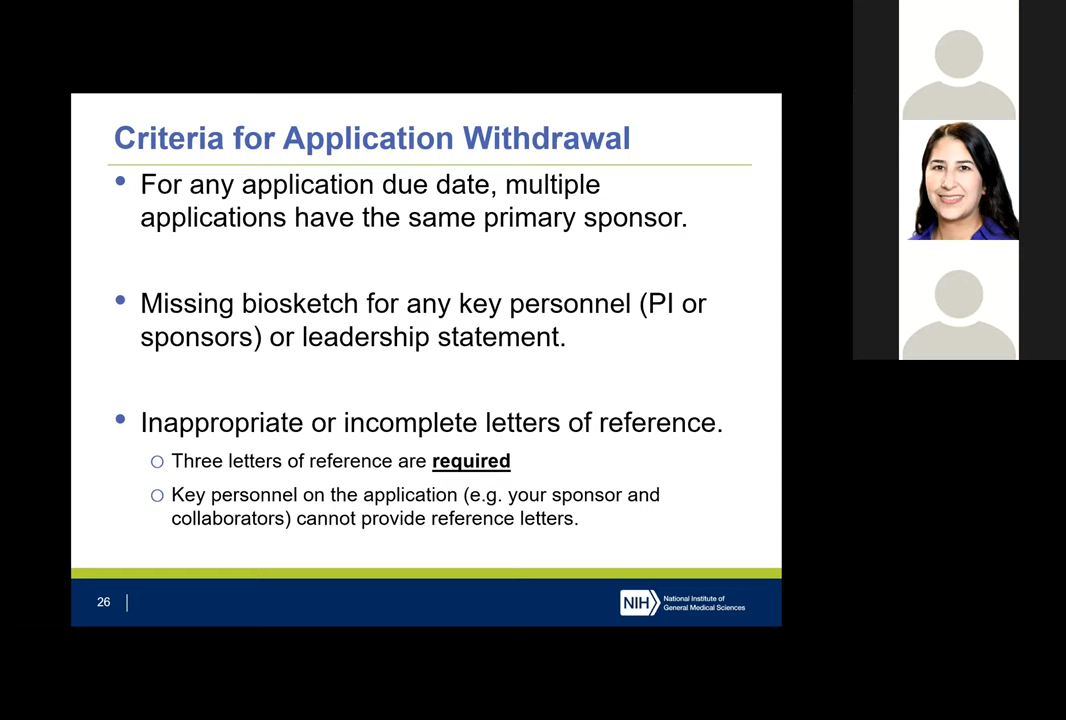 Criteria for Application Withdrawal
• For any application due date, multiple
applications have the same primary sponsor.
• Missing biosketch for any key personnel (PI or
sponsors) or leadership statement.
• Inappropriate or incomplete letters of reference.
○ Three letters of reference are required
○ Key personnel on the application (e.g. your sponsor and
collaborators) cannot provide reference letters.
26
NIH
National Institute of
General Medical Sciences